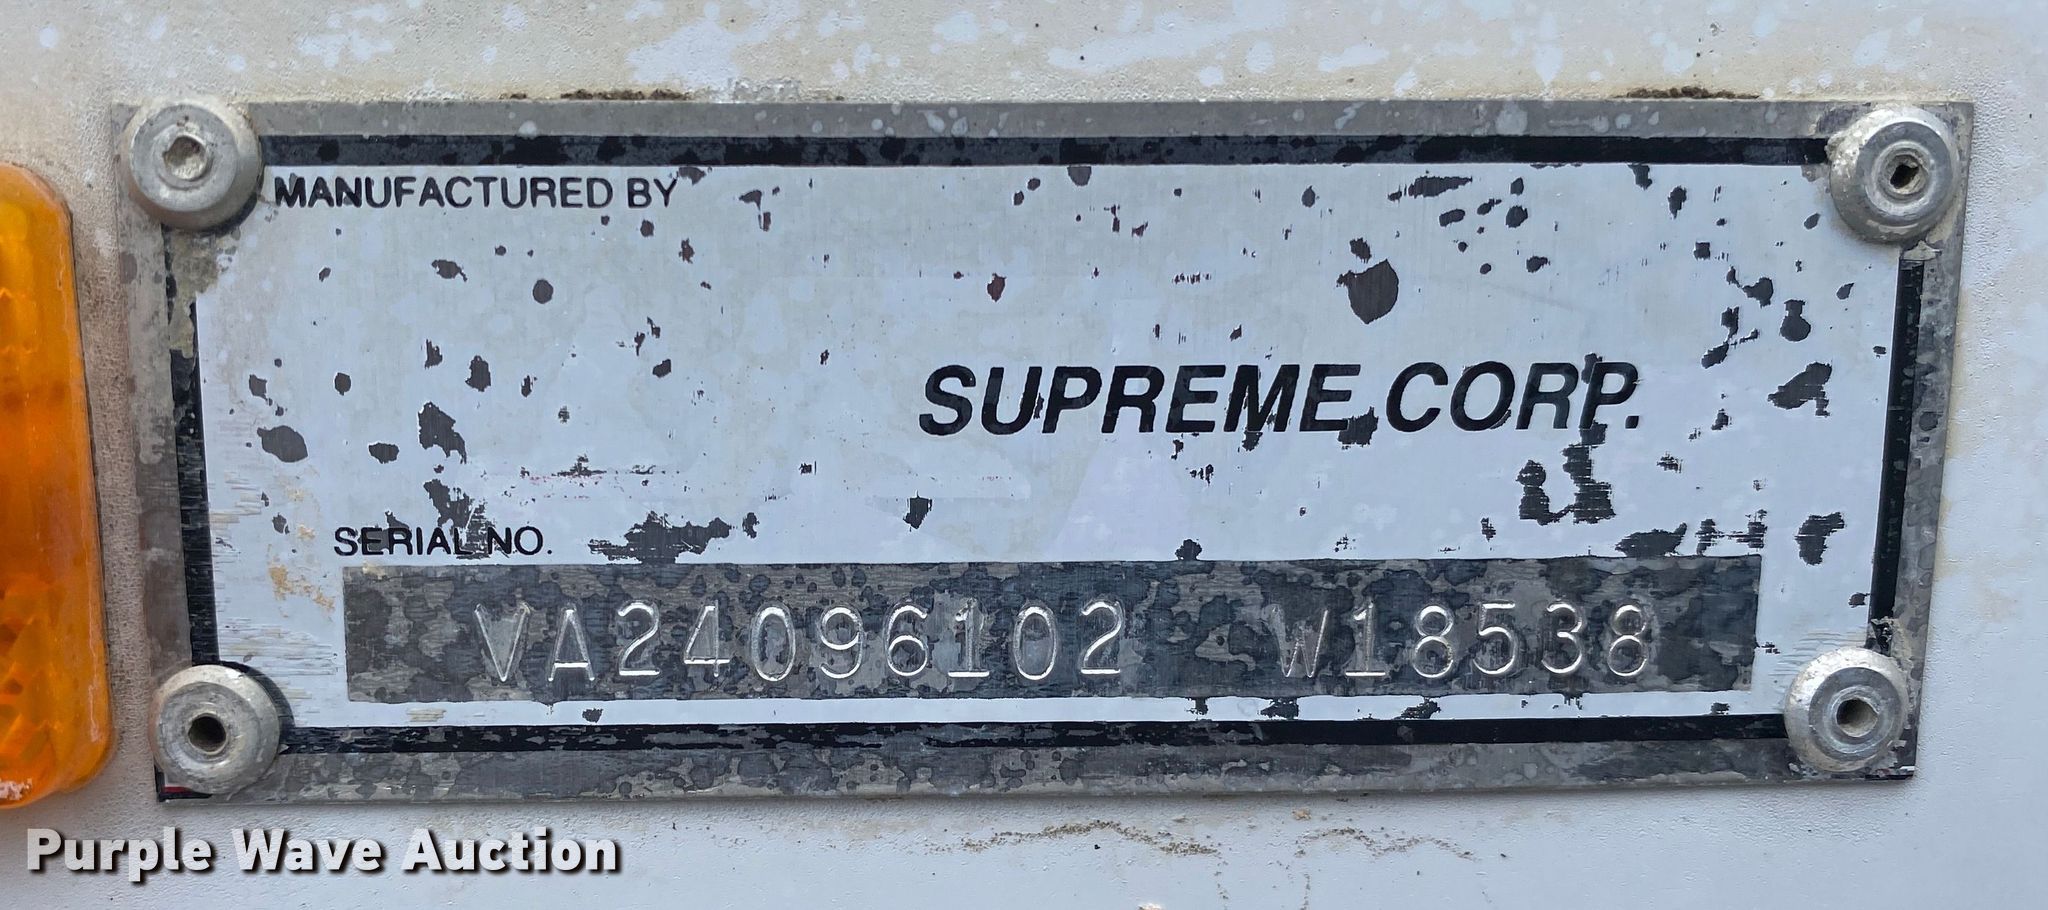 MANUFACTURED BY
SUPREME CORP.
SERIAL NO.
VA24096102 W18538
Purple Wave Auction